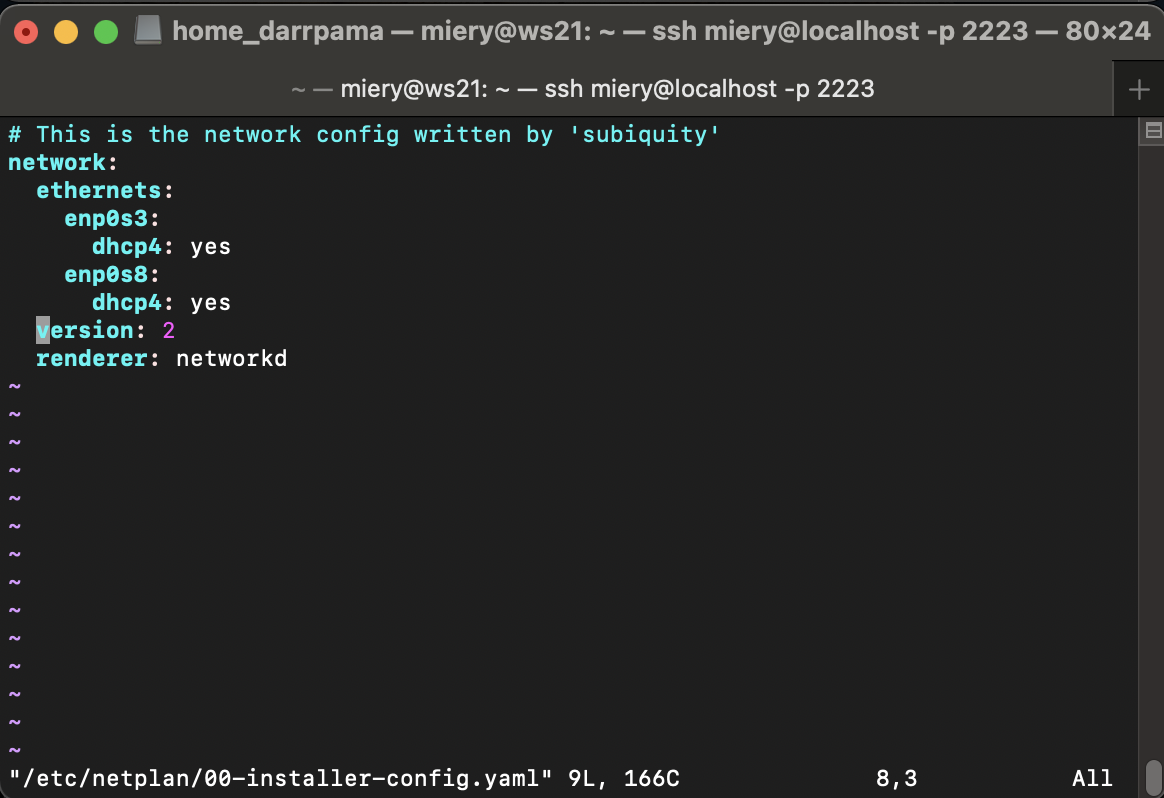 home_darrpama — miery@ws21: ~ — ssh miery@localhost -p 2223 — 80×24
~ — miery@ws21: ~ — ssh miery@localhost -p 2223
# This is the network config written by 'subiquity'
network:
  ethernets:
    enp0s3:
      dhcp4: yes
    enp0s8:
      dhcp4: yes
  version: 2
  renderer: networkd
~
~
~
~
~
~
~
~
~
~
~
~
~
~
"/etc/netplan/00-installer-config.yaml" 9L, 166C 8,3 All